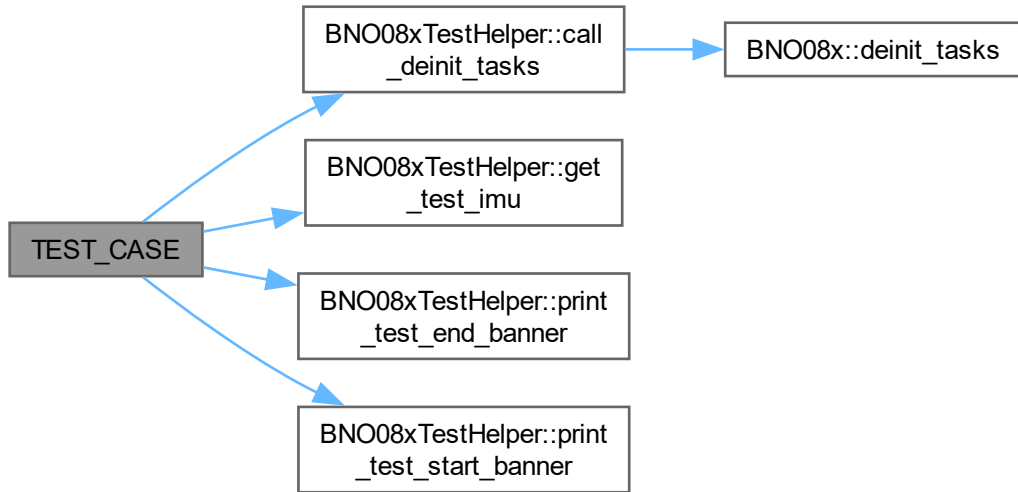 BNO08xTestHelper::call
_deinit_tasks
BNO08x::deinit_tasks
BNO08xTestHelper::get
_test_imu
TEST_CASE
BNO08xTestHelper::print
_test_end_banner
BNO08xTestHelper::print
_test_start_banner